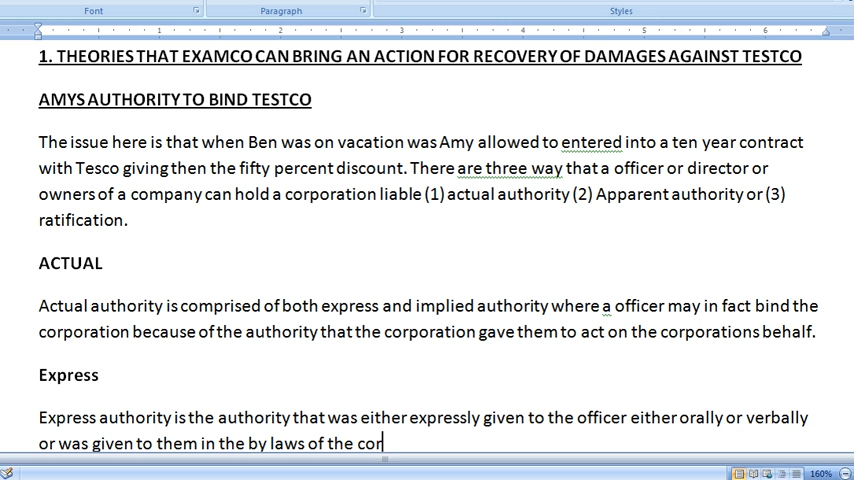 Font Paragraph Styles
1 2 3 4 5 6
1. THEORIES THAT EXAMCO CAN BRING AN ACTION FOR RECOVERY OF DAMAGES AGAINST TESTCO
AMYS AUTHORITY TO BIND TESTCO
The issue here is that when Ben was on vacation was Amy allowed to entered into a ten year contract
with Tesco giving then the fifty percent discount. There are three way that a officer or director or
owners of a company can hold a corporation liable (1) actual authority (2) Apparent authority or (3)
ratification.
ACTUAL
Actual authority is comprised of both express and implied authority where a officer may in fact bind the
corporation because of the authority that the corporation gave them to act on the corporations behalf.
Express
Express authority is the authority that was either expressly given to the officer either orally or verbally
or was given to them in the by laws of the cor
160%